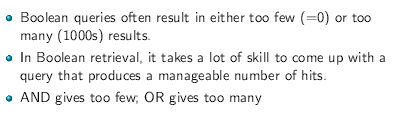 Boolean queries often result in either too few (=0) or too
many (1000s) results.
In Boolean retrieval, it takes a lot of skill to come up with a
query that produces a manageable number of hits.
AND gives too few; OR gives too many